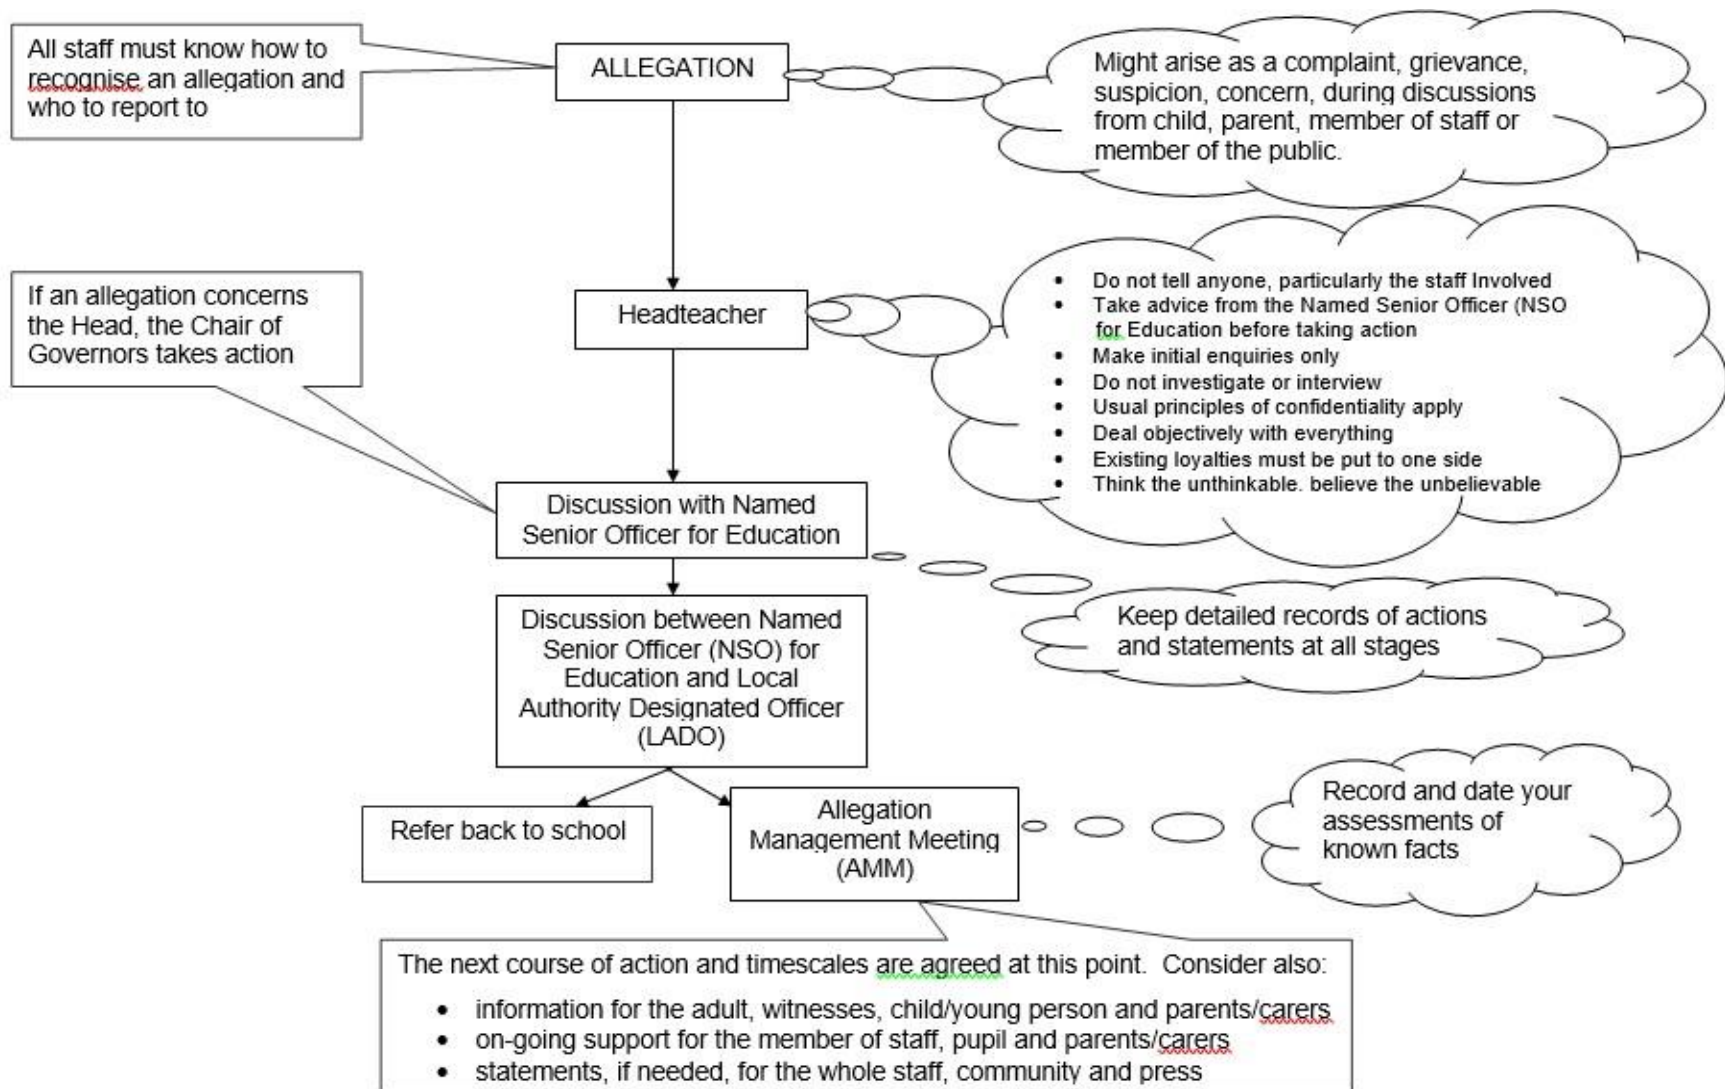 All staff must know how to
recognise an allegation and
who to report to
ALLEGATION
Might arise as a complaint, grievance,
suspicion, concern, during discussions
from child, parent, member of staff or
member of the public.
If an allegation concerns
the Head, the Chair of
Governors takes action
Headteacher
• Do not tell anyone, particularly the staff Involved
• Take advice from the Named Senior Officer (NSO
for Education before taking action
• Make initial enquiries only
• Do not investigate or interview
• Usual principles of confidentiality apply
• Deal objectively with everything
• Existing loyalties must be put to one side
• Think the unthinkable. believe the unbelievable
Discussion with Named
Senior Officer for Education
Keep detailed records of actions
and statements at all stages
Discussion between Named
Senior Officer (NSO) for
Education and Local
Authority Designated Officer
(LADO)
Refer back to school
Allegation
Management Meeting
(AMM)
Record and date your
assessments of
known facts
The next course of action and timescales are agreed at this point.  Consider also:
• information for the adult, witnesses, child/young person and parents/carers
• on-going support for the member of staff, pupil and parents/carers
• statements, if needed, for the whole staff, community and press